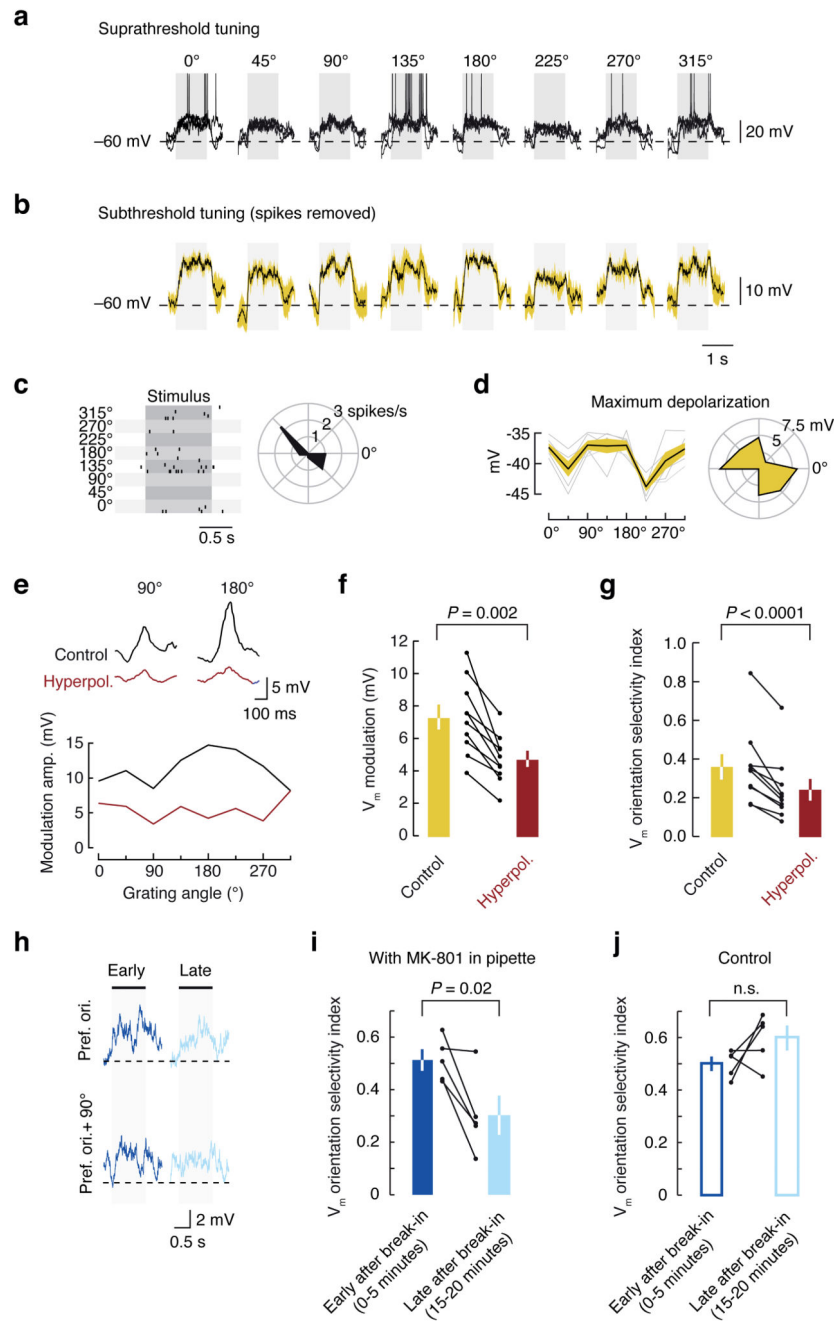 a
Suprathreshold tuning
0° 45° 90° 135° 180° 225° 270° 315°
–60 mV
20 mV
b
Subthreshold tuning (spikes removed)
–60 mV
10 mV
1 s
c
Stimulus
315°
270°
225°
180°
135°
90°
45°
0°
0.5 s
3 spikes/s
2
1
0°
d
Maximum depolarization
mV
-35
-40
-45
0° 90° 180° 270°
7.5 mV
5
0°
e
90° 180°
Control
Hyperpol.
5 mV
100 ms
Modulation amp. (mV)
15
10
5
0
0 90 180 270
Grating angle (°)
f
P = 0.002
Vm modulation (mV)
12
10
8
6
4
2
0
Control
Hyperpol.
g
P < 0.0001
Vm orientation selectivity index
1.0
0.8
0.6
0.4
0.2
0.0
Control
Hyperpol.
h
Early Late
Pref. ori.
Pref. ori.+ 90°
2 mV
0.5 s
i
With MK-801 in pipette
P = 0.02
Vm orientation selectivity index
0.6
0.4
0.2
0
Early after break-in
(0-5 minutes)
Late after break-in
(15-20 minutes)
j
Control
n.s.
Vm orientation selectivity index
0.6
0.4
0.2
0
Early after break-in
(0-5 minutes)
Late after break-in
(15-20 minutes)